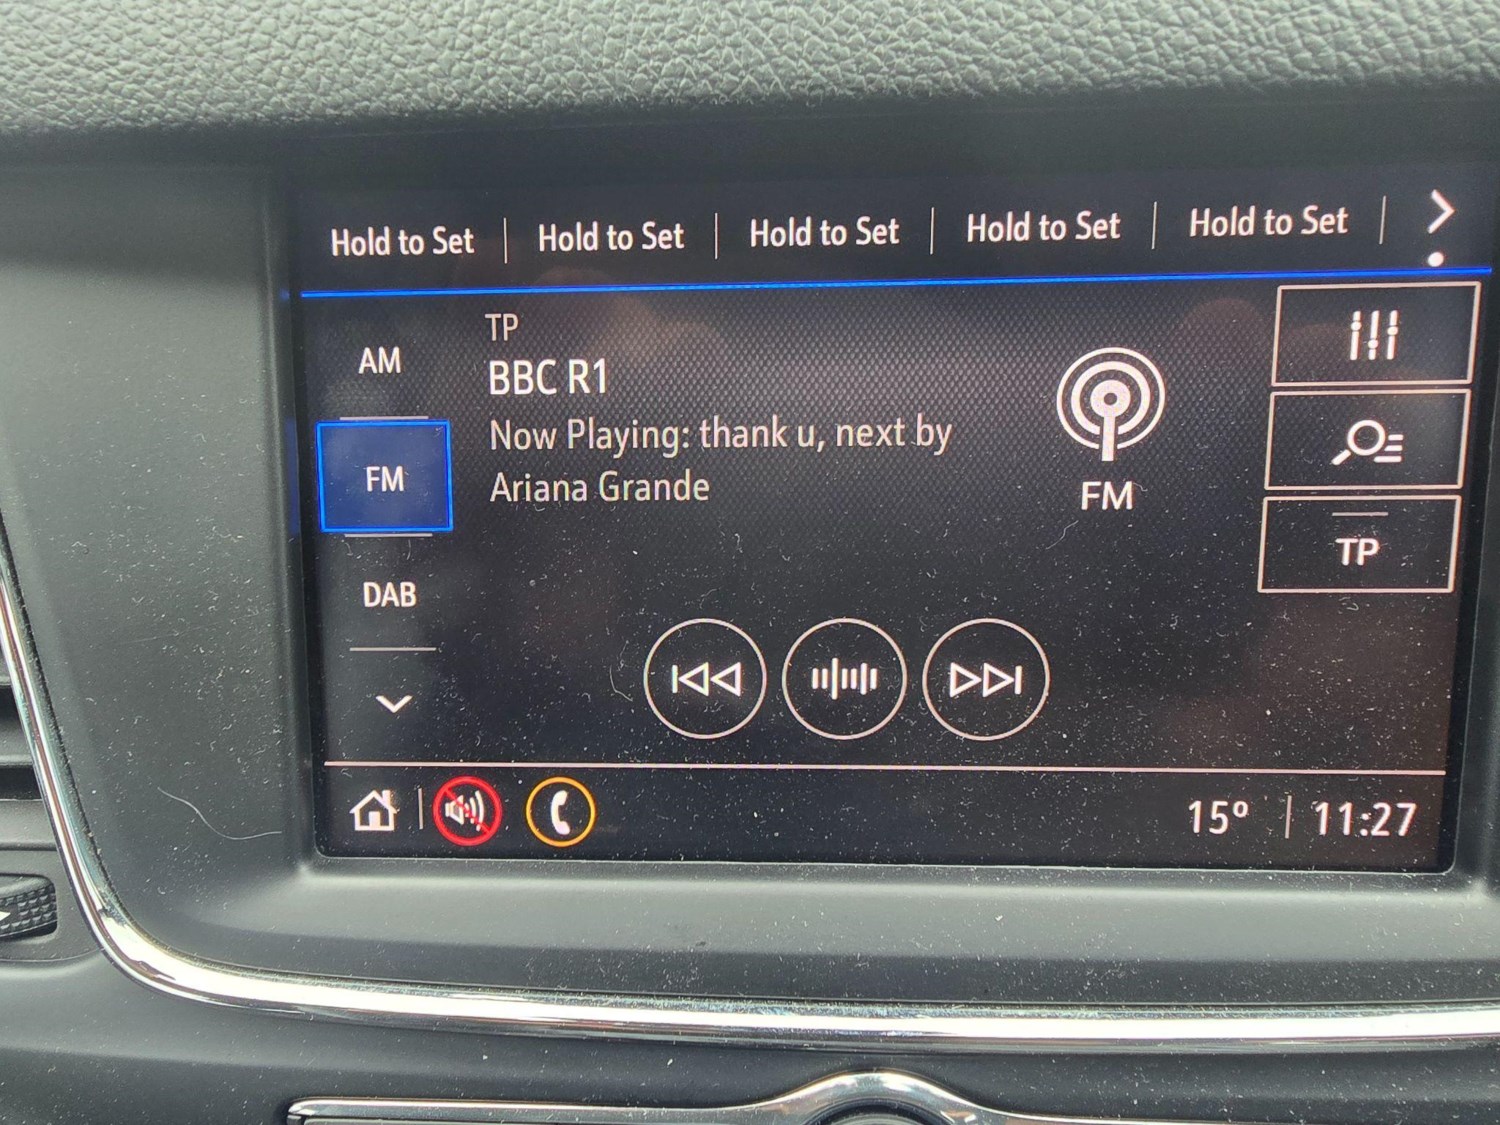 Hold to Set
Hold to Set
Hold to Set
Hold to Set
Hold to Set
AM
FM
DAB
TP
BBC R1
Now Playing: thank u, next by
Ariana Grande
FM
TP
15º
11:27